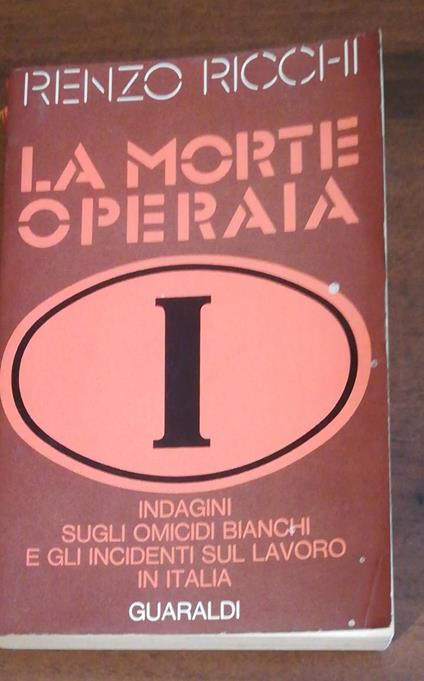 RENZO RICCHI
LA MORTE
OPERAIA
I
INDAGINI
SUGLI OMICIDI BIANCHI
E GLI INCIDENTI SUL LAVORO
IN ITALIA
GUARALDI